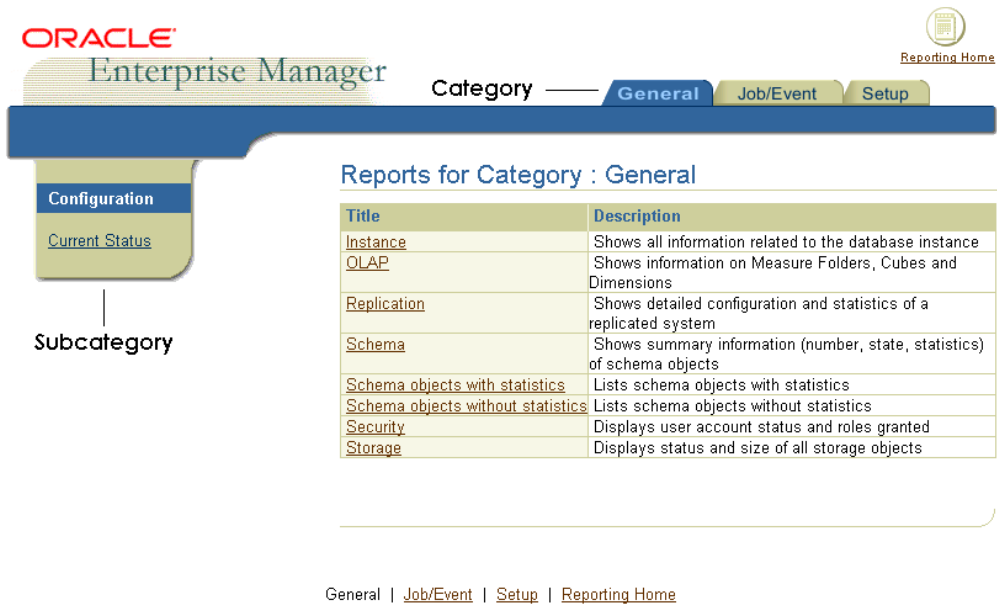 ORACLE
Enterprise Manager
Reporting Home
Category
General
Job/Event
Setup
Configuration
Current Status
Subcategory
Reports for Category : General
Title Description
Instance Shows all information related to the database instance
OLAP Shows information on Measure Folders, Cubes and
Dimensions
Replication Shows detailed configuration and statistics of a
replicated system
Schema Shows summary information (number, state, statistics)
of schema objects
Schema objects with statistics Lists schema objects with statistics
Schema objects without statistics Lists schema objects without statistics
Security Displays user account status and roles granted
Storage Displays status and size of all storage objects
General | Job/Event | Setup | Reporting Home